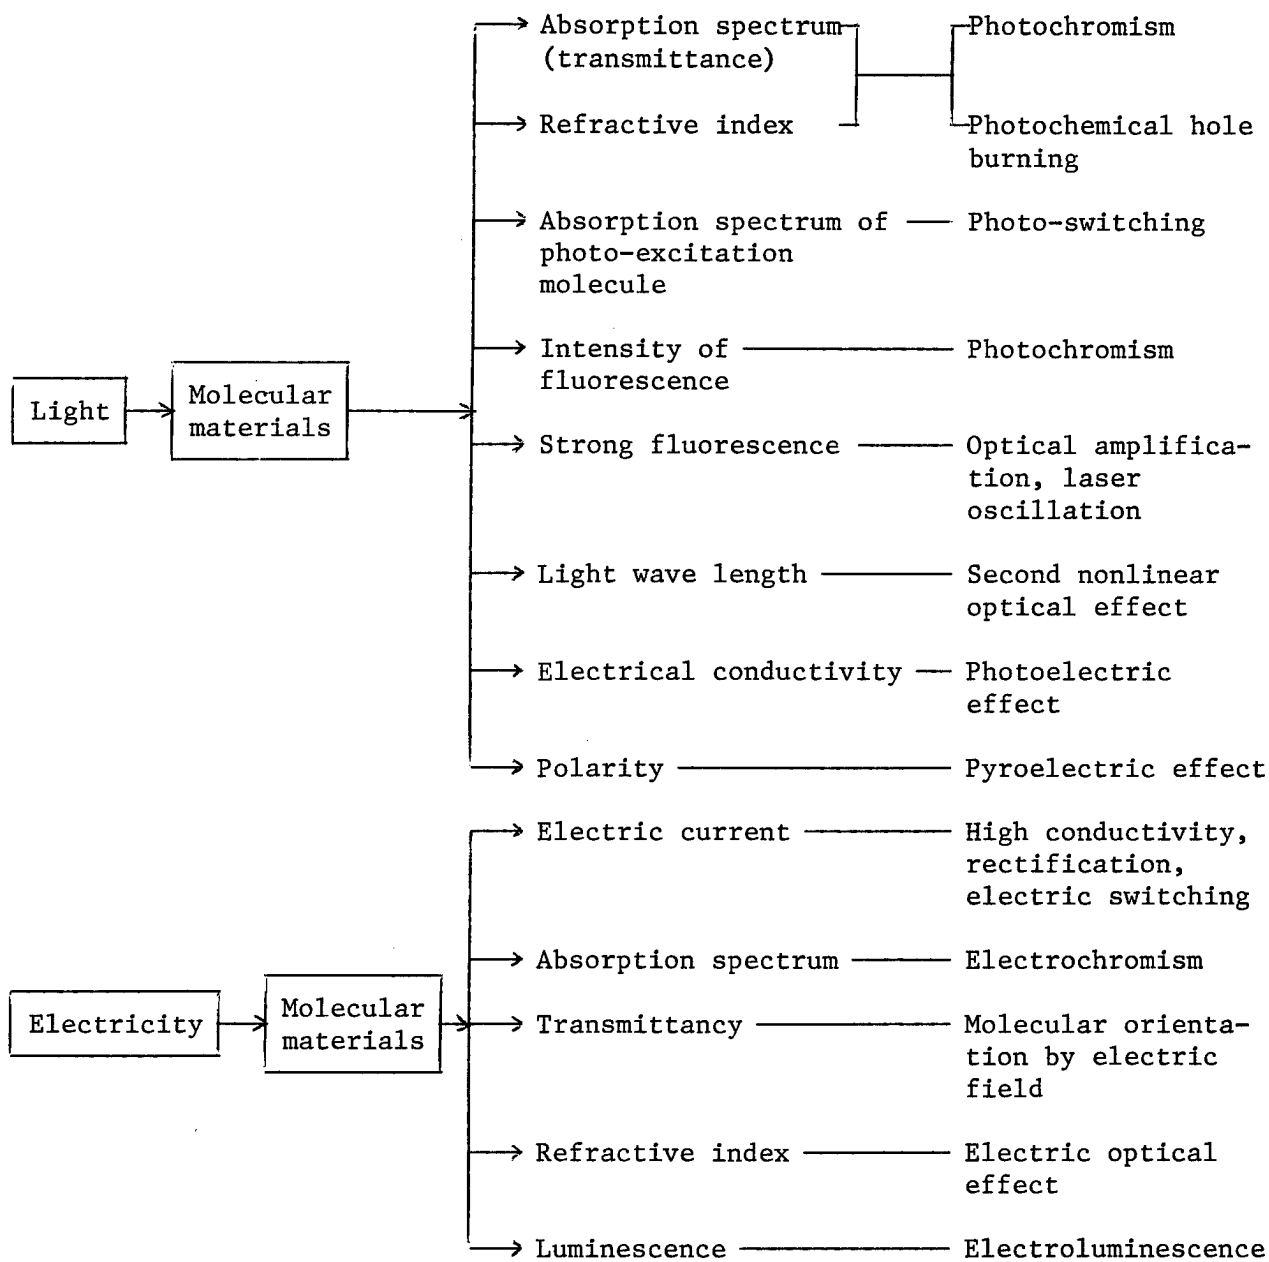 Absorption spectrum
(transmittance)
Photochromism
Refractive index
Photochemical hole
burning
Absorption spectrum of
photo-excitation
molecule
Photo-switching
Intensity of
fluorescence
Photochromism
Light
Molecular
materials
Strong fluorescence
Optical amplifica-
tion, laser
oscillation
Light wave length
Second nonlinear
optical effect
Electrical conductivity
Photoelectric
effect
Polarity
Pyroelectric effect
Electric current
High conductivity,
rectification,
electric switching
Absorption spectrum
Electrochromism
Electricity
Molecular
materials
Transmittancy
Molecular orienta-
tion by electric
field
Refractive index
Electric optical
effect
Luminescence
Electroluminescence